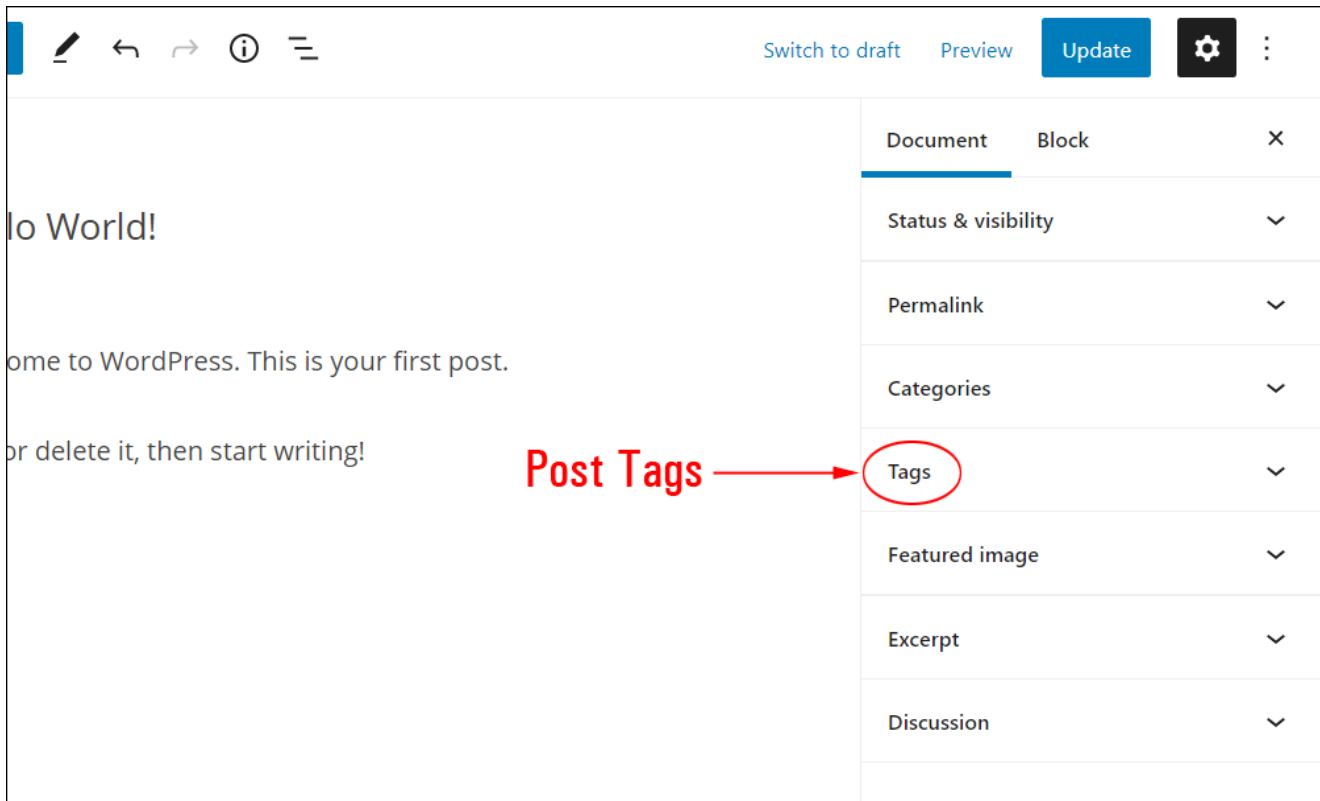 Switch to draft Preview Update
Document Block
Status & visibility
lo World!
Permalink
ome to WordPress. This is your first post.
Categories
or delete it, then start writing!
Post Tags
Tags
Featured image
Excerpt
Discussion